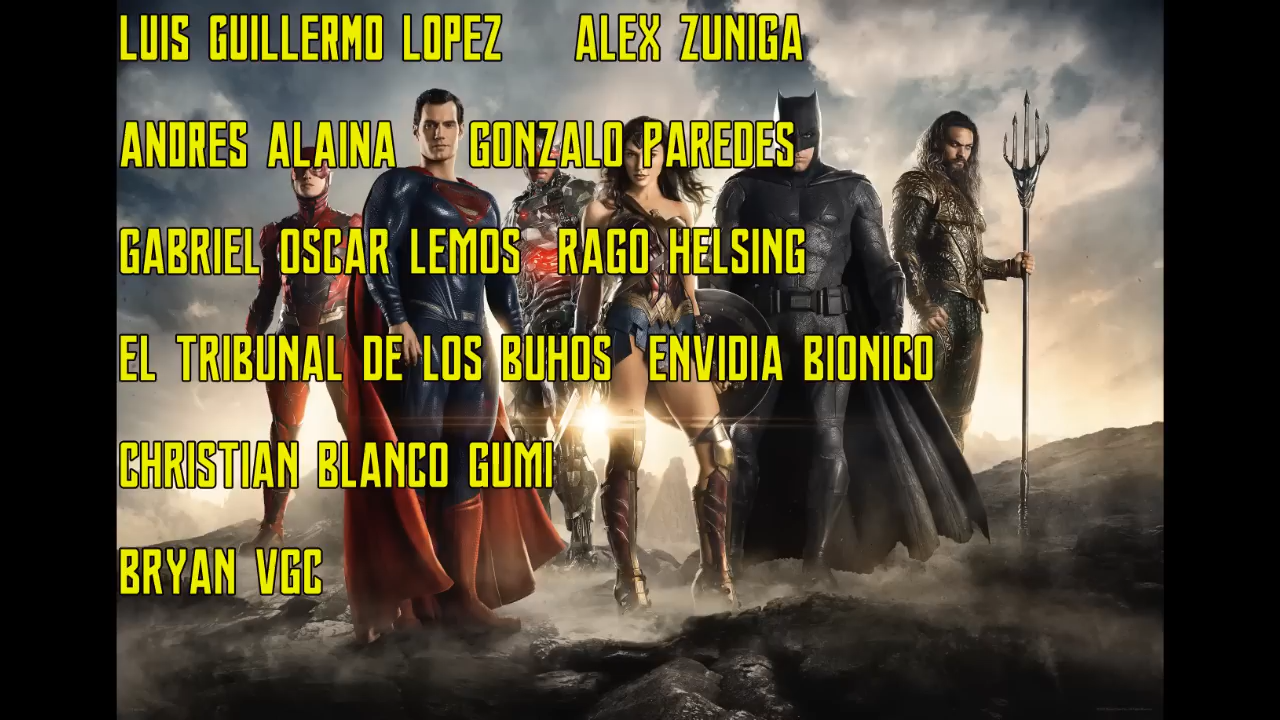 LUIS GUILLERMO LOPEZ ALEX ZUNIGA
ANDRES ALAINA GONZALO PAREDES
GABRIEL OSCAR LEMOS RAGO HELSING
EL TRIBUNAL DE LOS BUHOS ENVIDIA BIONICO
CHRISTIAN BLANCO GUMI
BRYAN VGC